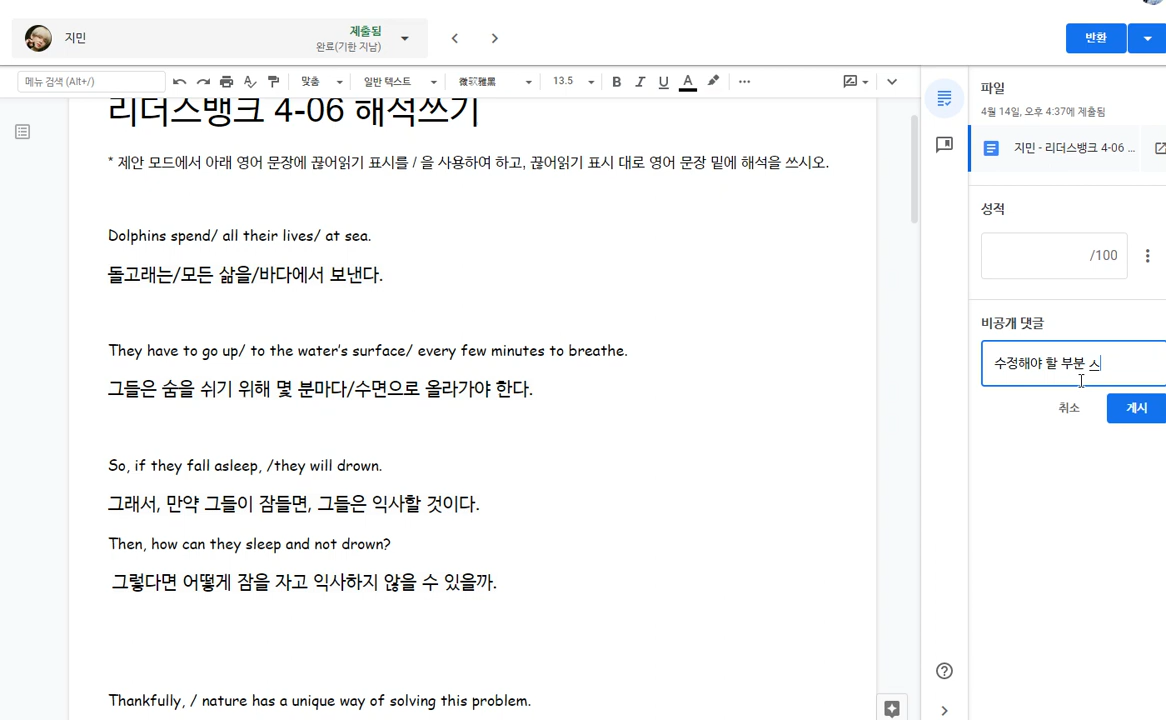 지민
제출됨
완료(기한 지남)
반환
메뉴 검색 (Alt+/)
맞춤
일반 텍스트
微软雅黑
13.5
B
I
U
A
리더스뱅크 4-06 해석쓰기
* 제안 모드에서 아래 영어 문장에 끊어읽기 표시를 / 을 사용하여 하고, 끊어읽기 표시 대로 영어 문장 밑에 해석을 쓰시오.
Dolphins spend/ all their lives/ at sea.
돌고래는/모든 삶을/바다에서 보낸다.
They have to go up/ to the water's surface/ every few minutes to breathe.
그들은 숨을 쉬기 위해 몇 분마다/수면으로 올라가야 한다.
So, if they fall asleep, /they will drown.
그래서, 만약 그들이 잠들면, 그들은 익사할 것이다.
Then, how can they sleep and not drown?
그렇다면 어떻게 잠을 자고 익사하지 않을 수 있을까.
Thankfully, / nature has a unique way of solving this problem.
파일
4월 14일, 오후 4:37에 제출됨
지민 - 리더스뱅크 4-06 ...
성적
/100
비공개 댓글
수정해야 할 부분 스
취소
게시